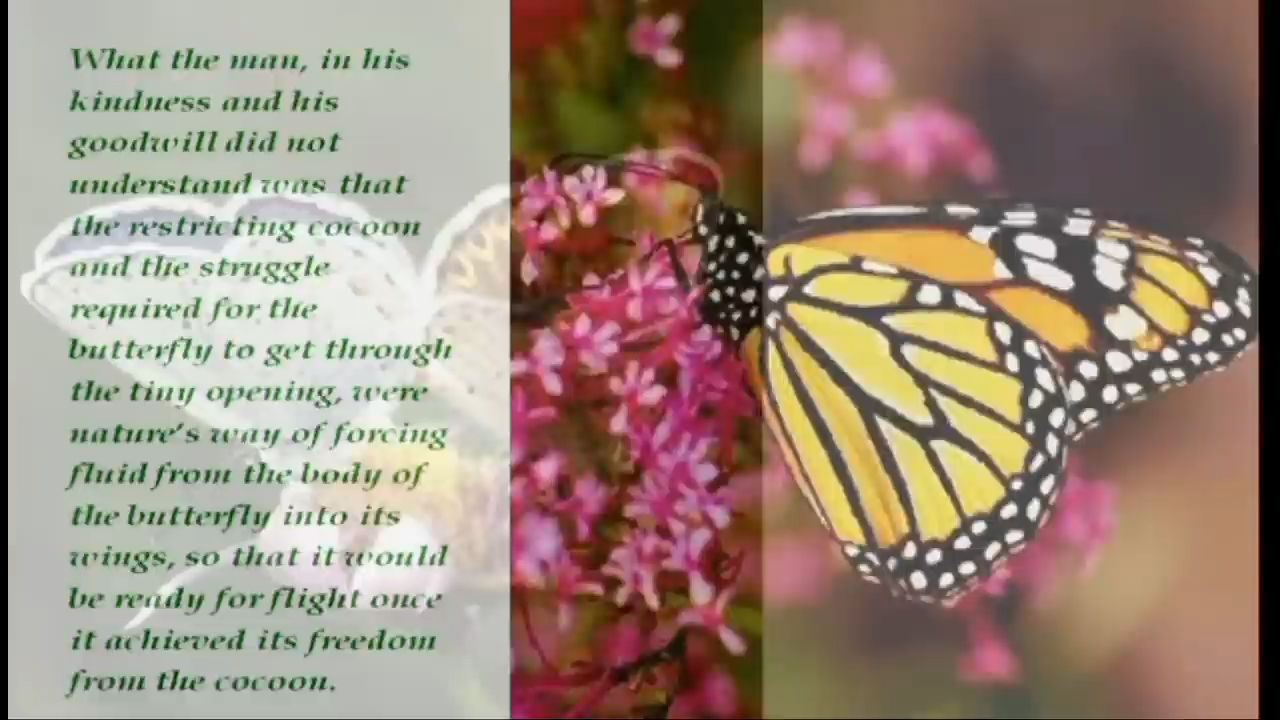 What the man, in his
kindness and his
goodwill did not
understand was that
the restricting cocoon
and the struggle
required for the
butterfly to get through
the tiny opening, were
nature's way of forcing
fluid from the body of
the butterfly into its
wings, so that it would
be ready for flight once
it achieved its freedom
from the cocoon.